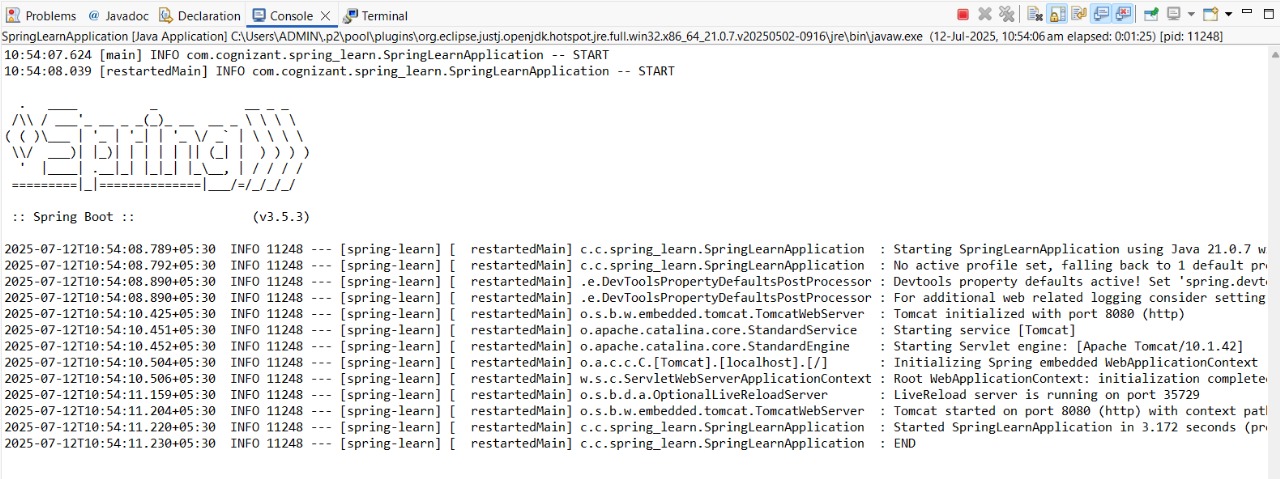 Problems @ Javadoc Declaration Console Terminal
SpringLearnApplication [Java Application] C:\Users\ADMIN\.p2\pool\plugins\org.eclipse.justj.openjdk.hotspot.jre.full.win32.x86_64_21.0.7.v20250502-0916\jre\bin\javaw.exe (12-Jul-2025, 10:54:06 am elapsed: 0:01:25) [pid: 11248]
10:54:07.624 [main] INFO com.cognizant.spring_learn.SpringLearnApplication -- START
10:54:08.039 [restartedMain] INFO com.cognizant.spring_learn.SpringLearnApplication -- START
Spring
:: Spring Boot :: (v3.5.3)
2025-07-12T10:54:08.789+05:30 INFO 11248 --- [spring-learn] [ restartedMain] c.c.spring_learn.SpringLearnApplication : Starting SpringLearnApplication using Java 21.0.7 w
2025-07-12T10:54:08.792+05:30 INFO 11248 --- [spring-learn] [ restartedMain] c.c.spring_learn.SpringLearnApplication : No active profile set, falling back to 1 default pr
2025-07-12T10:54:08.890+05:30 INFO 11248 --- [spring-learn] [ restartedMain] .e.DevToolsPropertyDefaultsPostProcessor : Devtools property defaults active! Set 'spring.devt
2025-07-12T10:54:08.890+05:30 INFO 11248 --- [spring-learn] [ restartedMain] .e.DevToolsPropertyDefaultsPostProcessor : For additional web related logging consider setting
2025-07-12T10:54:10.425+05:30 INFO 11248 --- [spring-learn] [ restartedMain] o.s.b.w.embedded.tomcat.TomcatWebServer : Tomcat initialized with port 8080 (http)
2025-07-12T10:54:10.451+05:30 INFO 11248 --- [spring-learn] [ restartedMain] o.apache.catalina.core.StandardService : Starting service [Tomcat]
2025-07-12T10:54:10.452+05:30 INFO 11248 --- [spring-learn] [ restartedMain] o.apache.catalina.core.StandardEngine : Starting Servlet engine: [Apache Tomcat/10.1.42]
2025-07-12T10:54:10.504+05:30 INFO 11248 --- [spring-learn] [ restartedMain] o.a.c.c.C.[Tomcat].[localhost].[/] : Initializing Spring embedded WebApplicationContext
2025-07-12T10:54:10.506+05:30 INFO 11248 --- [spring-learn] [ restartedMain] w.s.c.ServletWebServerApplicationContext : Root WebApplicationContext: initialization complete
2025-07-12T10:54:11.159+05:30 INFO 11248 --- [spring-learn] [ restartedMain] o.s.b.d.a.OptionalLiveReloadServer : LiveReload server is running on port 35729
2025-07-12T10:54:11.204+05:30 INFO 11248 --- [spring-learn] [ restartedMain] o.s.b.w.embedded.tomcat.TomcatWebServer : Tomcat started on port 8080 (http) with context pat
2025-07-12T10:54:11.220+05:30 INFO 11248 --- [spring-learn] [ restartedMain] c.c.spring_learn.SpringLearnApplication : Started SpringLearnApplication in 3.172 seconds (pr
2025-07-12T10:54:11.230+05:30 INFO 11248 --- [spring-learn] [ restartedMain] c.c.spring_learn.SpringLearnApplication : END